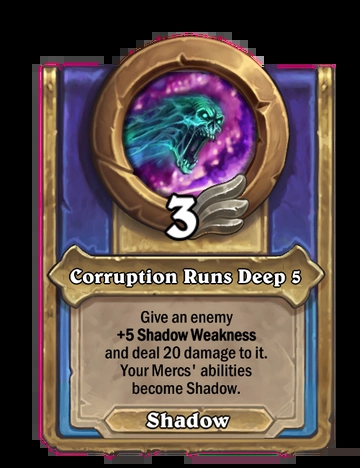 3
Corruption Runs Deep 5
Give an enemy
+5 Shadow Weakness
and deal 20 damage to it.
Your Mercs' abilities
become Shadow.
Shadow